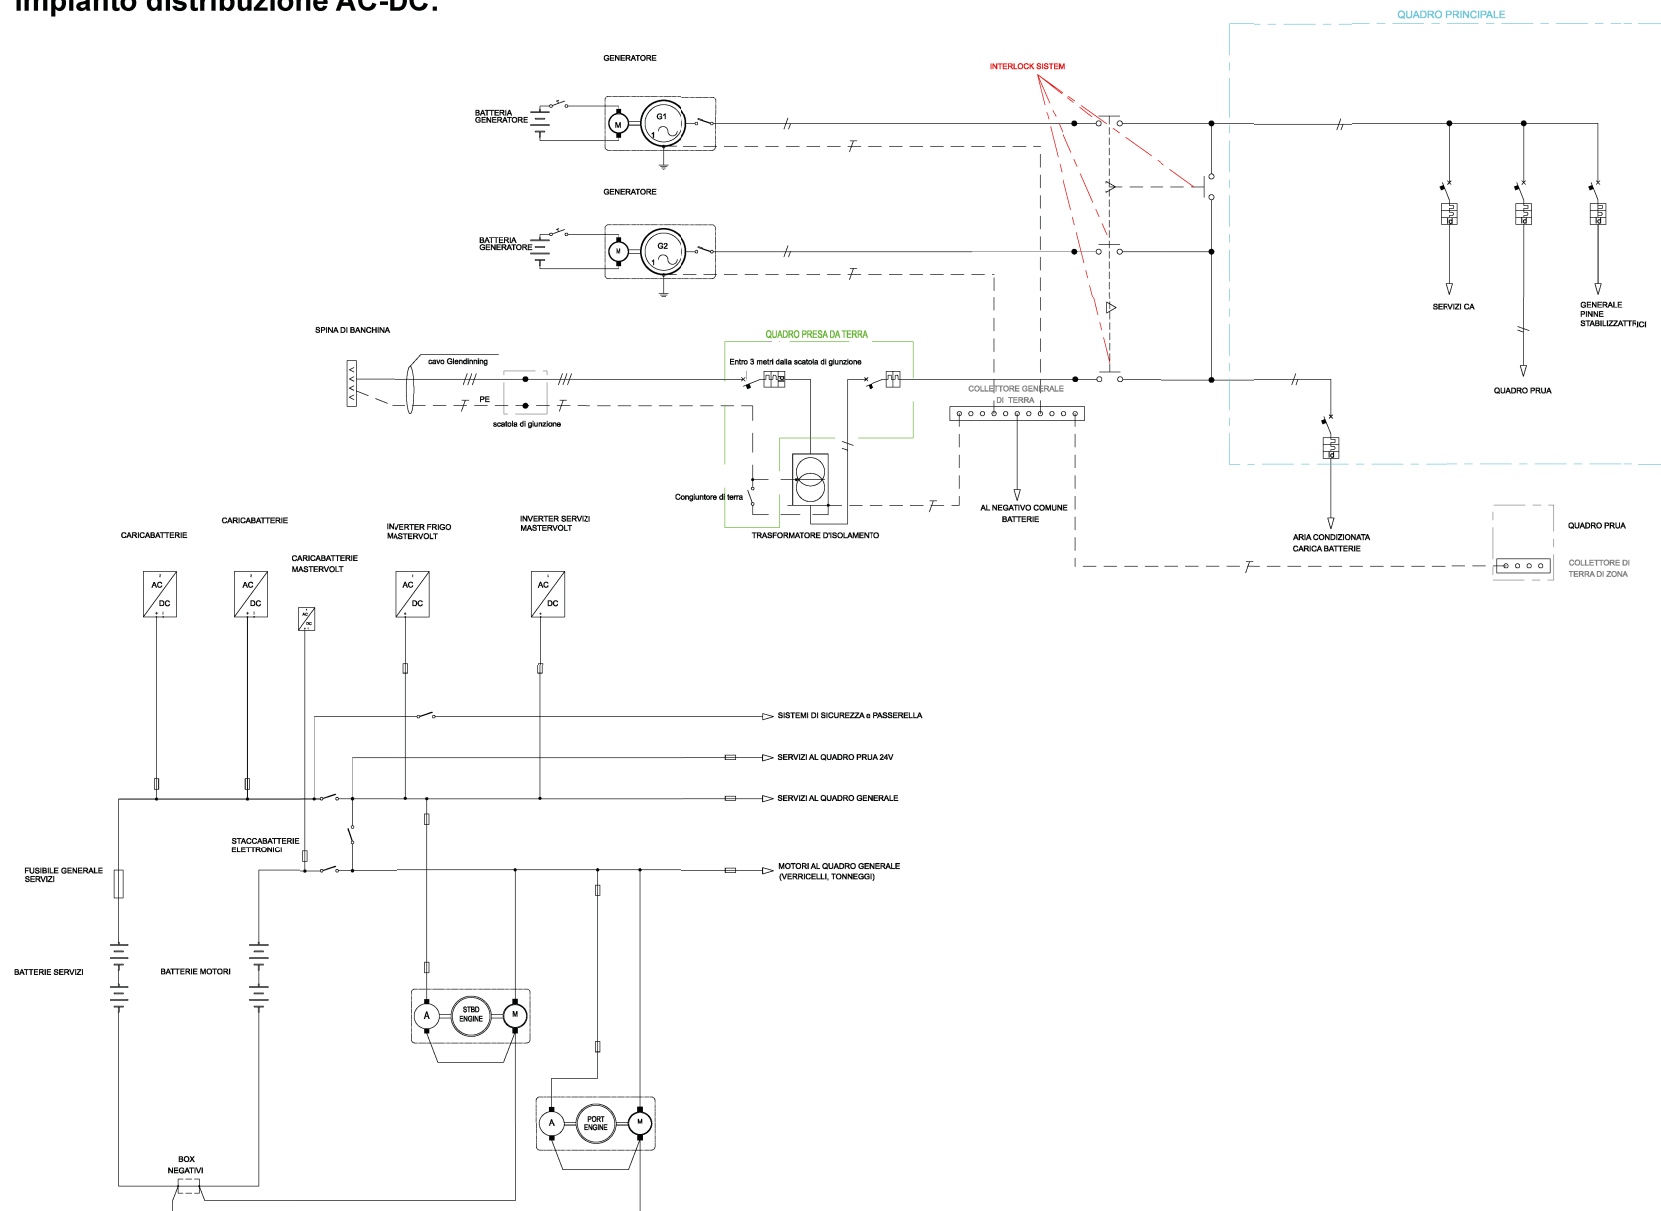 Impianto distribuzione AC-DC:
QUADRO PRINCIPALE
GENERATORE
INTERLOCK SISTEM
BATTERIA
GENERATORE
M
G1
1
GENERATORE
BATTERIA
GENERATORE
M
G2
1
SERVIZI CA
GENERALE
PINNE
STABILIZZATTRICI
SPINA DI BANCHINA
QUADRO PRESA DA TERRA
cavo Glendinning
Entro 3 metri dalla scatola di giunzione
PE
scatola di giunzione
COLLETTORE GENERALE
DI TERRA
QUADRO PRUA
Congiuntore di terra
TRASFORMATORE D'ISOLAMENTO
AL NEGATIVO COMUNE
BATTERIE
ARIA CONDIZIONATA
CARICA BATTERIE
QUADRO PRUA
COLLETTORE DI
TERRA DI ZONA
CARICABATTERIE
CARICABATTERIE
CARICABATTERIE
MASTERVOLT
INVERTER FRIGO
MASTERVOLT
INVERTER SERVIZI
MASTERVOLT
AC
DC
AC
DC
AC
DC
AC
DC
AC
DC
SISTEMI DI SICUREZZA e PASSERELLA
SERVIZI AL QUADRO PRUA 24V
SERVIZI AL QUADRO GENERALE
STACCABATTERIE
ELETTRONICI
MOTORI AL QUADRO GENERALE
(VERRICELLI, TONNEGGI)
FUSIBILE GENERALE
SERVIZI
BATTERIE SERVIZI
BATTERIE MOTORI
A
STBD
ENGINE
M
A
PORT
ENGINE
M
BOX
NEGATIVI